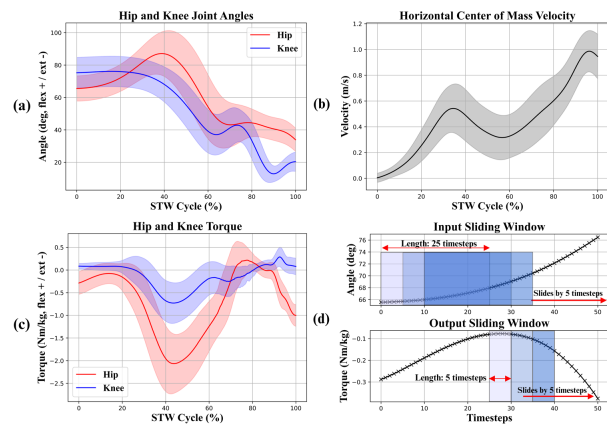 Hip and Knee Joint Angles
Horizontal Center of Mass Velocity
100
80
60
40
20
Angle (deg, flex + / ext -)
Hip
Knee
(a)
0
20
40
60
80
100
STW Cycle (%)
1.2
1.0
0.8
0.6
0.4
0.2
0.0
Velocity (m/s)
(b)
0%
20%
40%
60%
80%
100%
STW Cycle (%)
Hip and Knee Torque
0.5
0.0
-0.5
-1.0
-1.5
-2.0
-2.5
Torque (Nm/kg, flex + / ext -)
(c)
Hip
Knee
0
20
40
60
80
100
STW Cycle (%)
Input Sliding Window
76
74
72
70
68
66
Angle (deg)
Length: 25 timesteps
Slides by 5 timesteps
0
10
20
30
40
50
(d)
Output Sliding Window
-0.1
-0.2
-0.3
Torque (Nm/kg)
Length: 5 timesteps
Slides by 5 timesteps
0
10
20
30
40
50
Timesteps